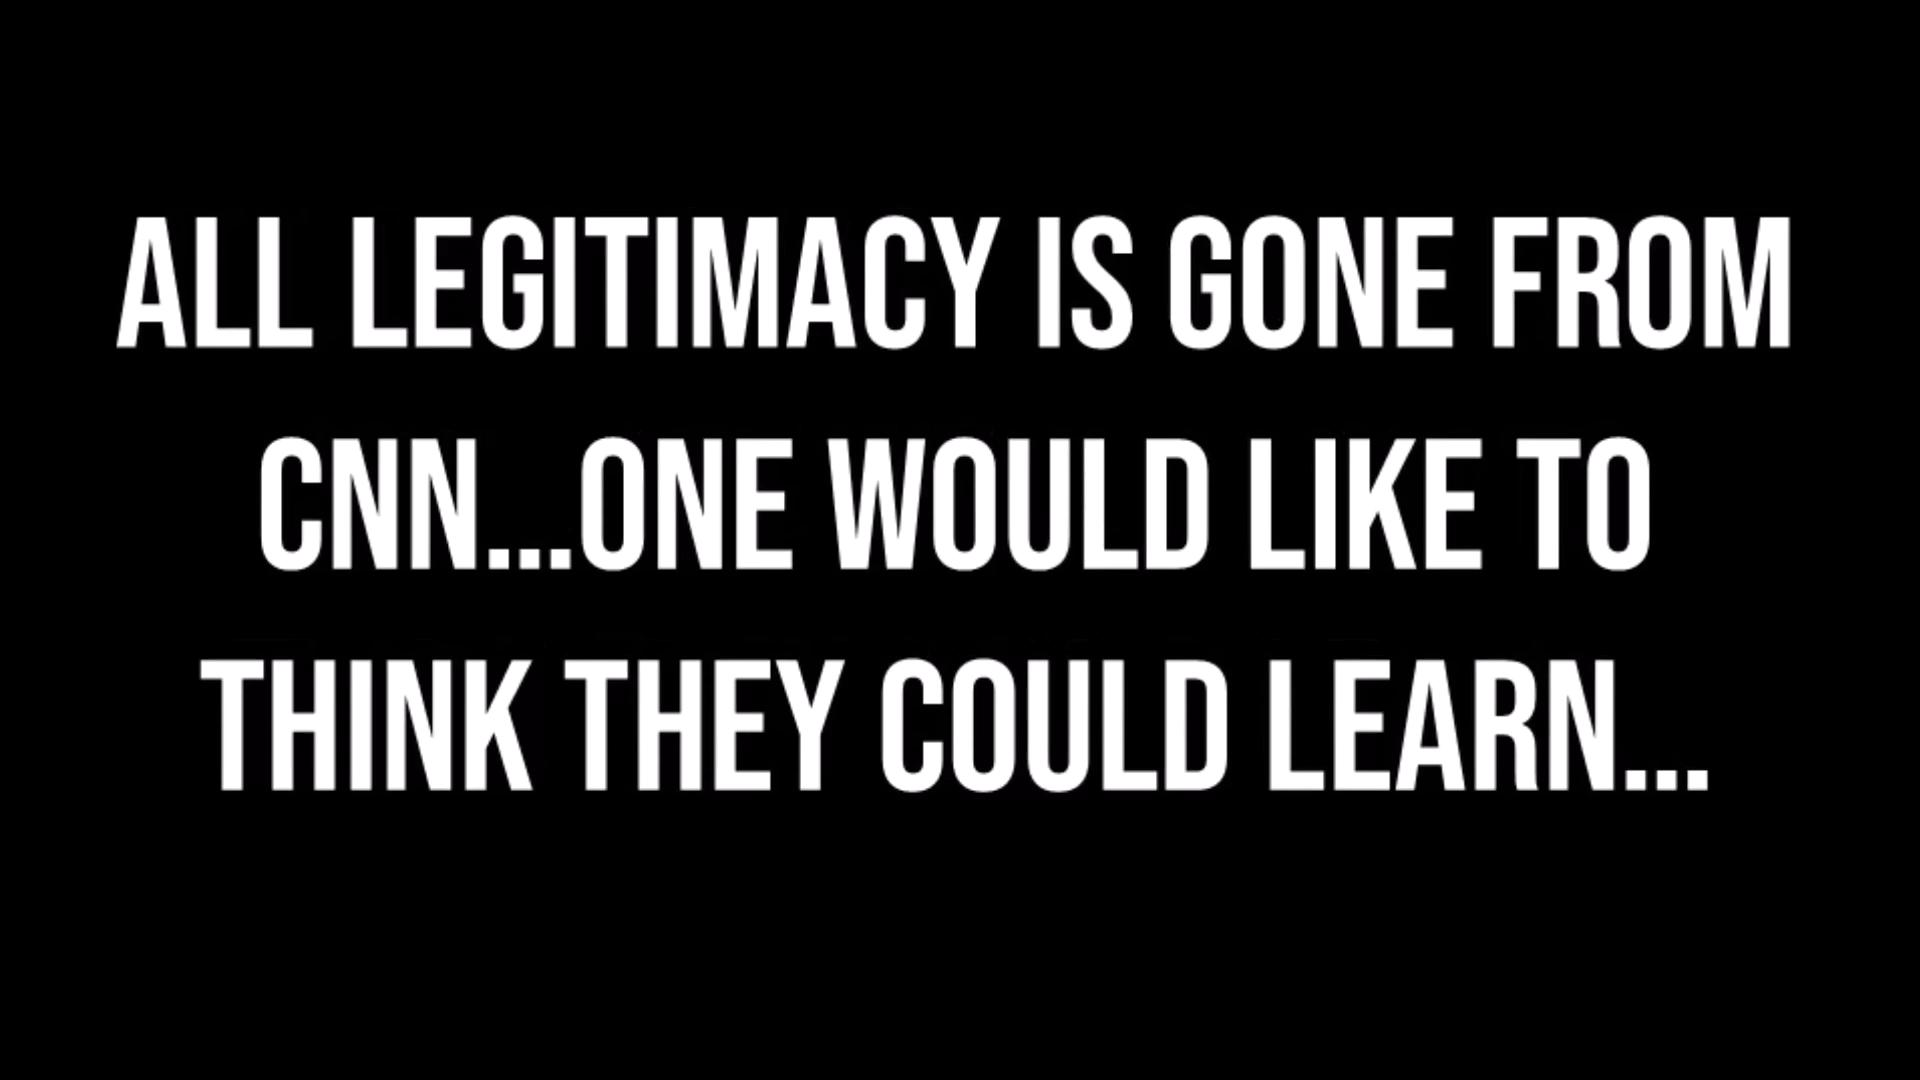 ALL LEGITIMACY IS GONE FROM
CNN...ONE WOULD LIKE TO
THINK THEY COULD LEARN...